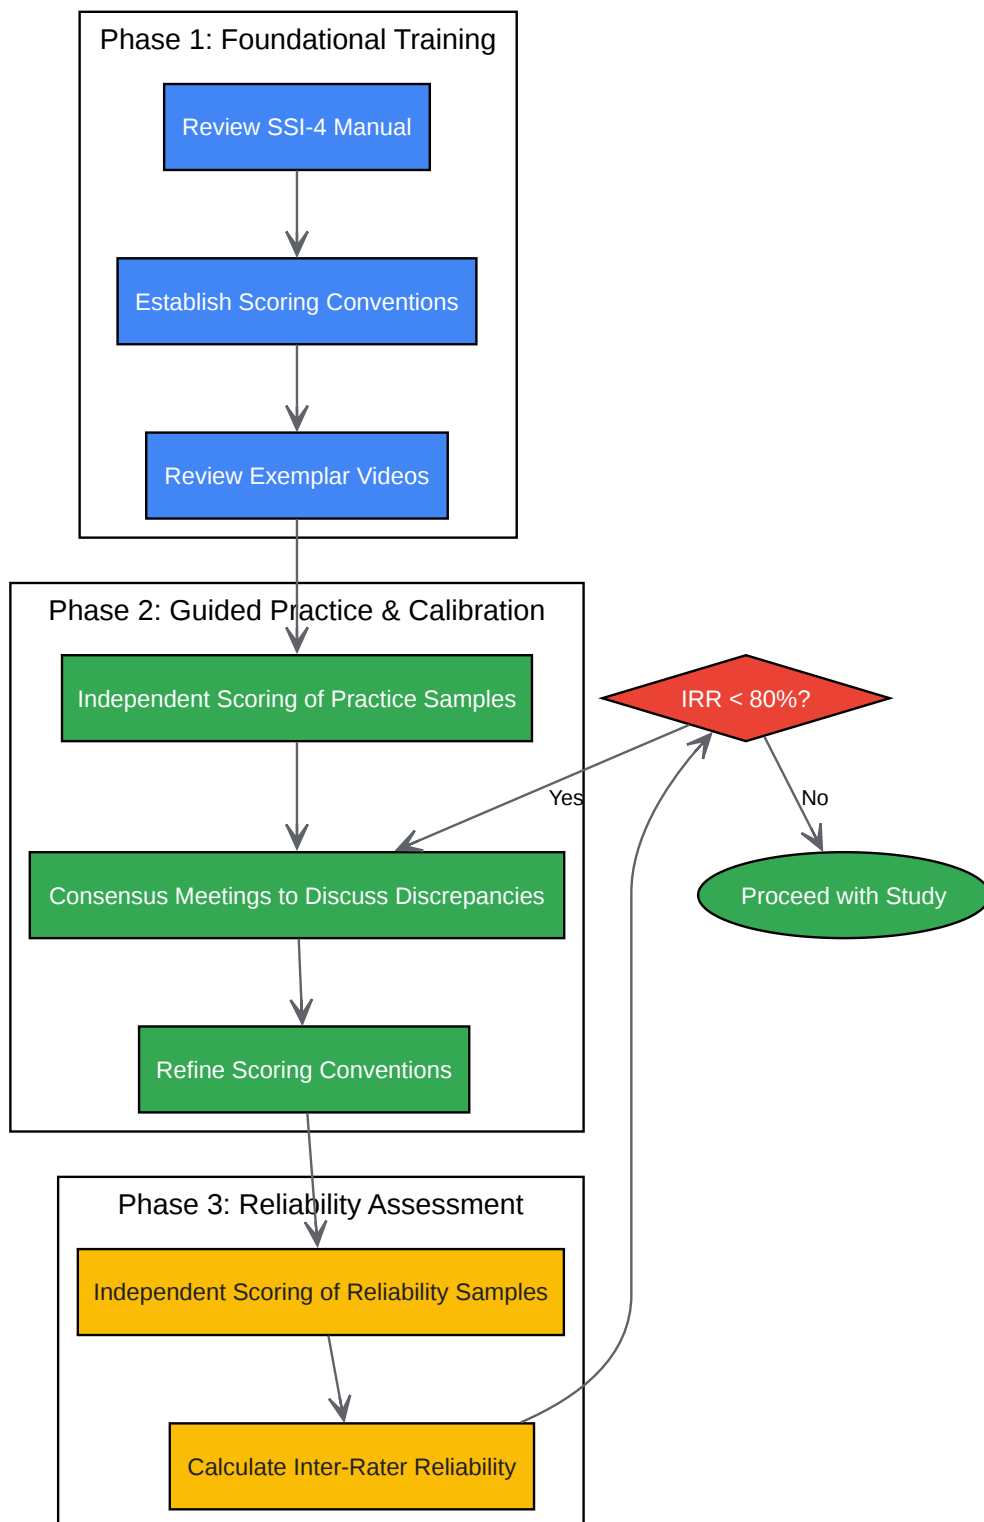 Phase 1: Foundational Training
Review SSI-4 Manual
Establish Scoring Conventions
Review Exemplar Videos
Phase 2: Guided Practice & Calibration
Independent Scoring of Practice Samples
IRR < 80%?
Yes
No
Consensus Meetings to Discuss Discrepancies
Proceed with Study
Refine Scoring Conventions
Phase 3: Reliability Assessment
Independent Scoring of Reliability Samples
Calculate Inter-Rater Reliability